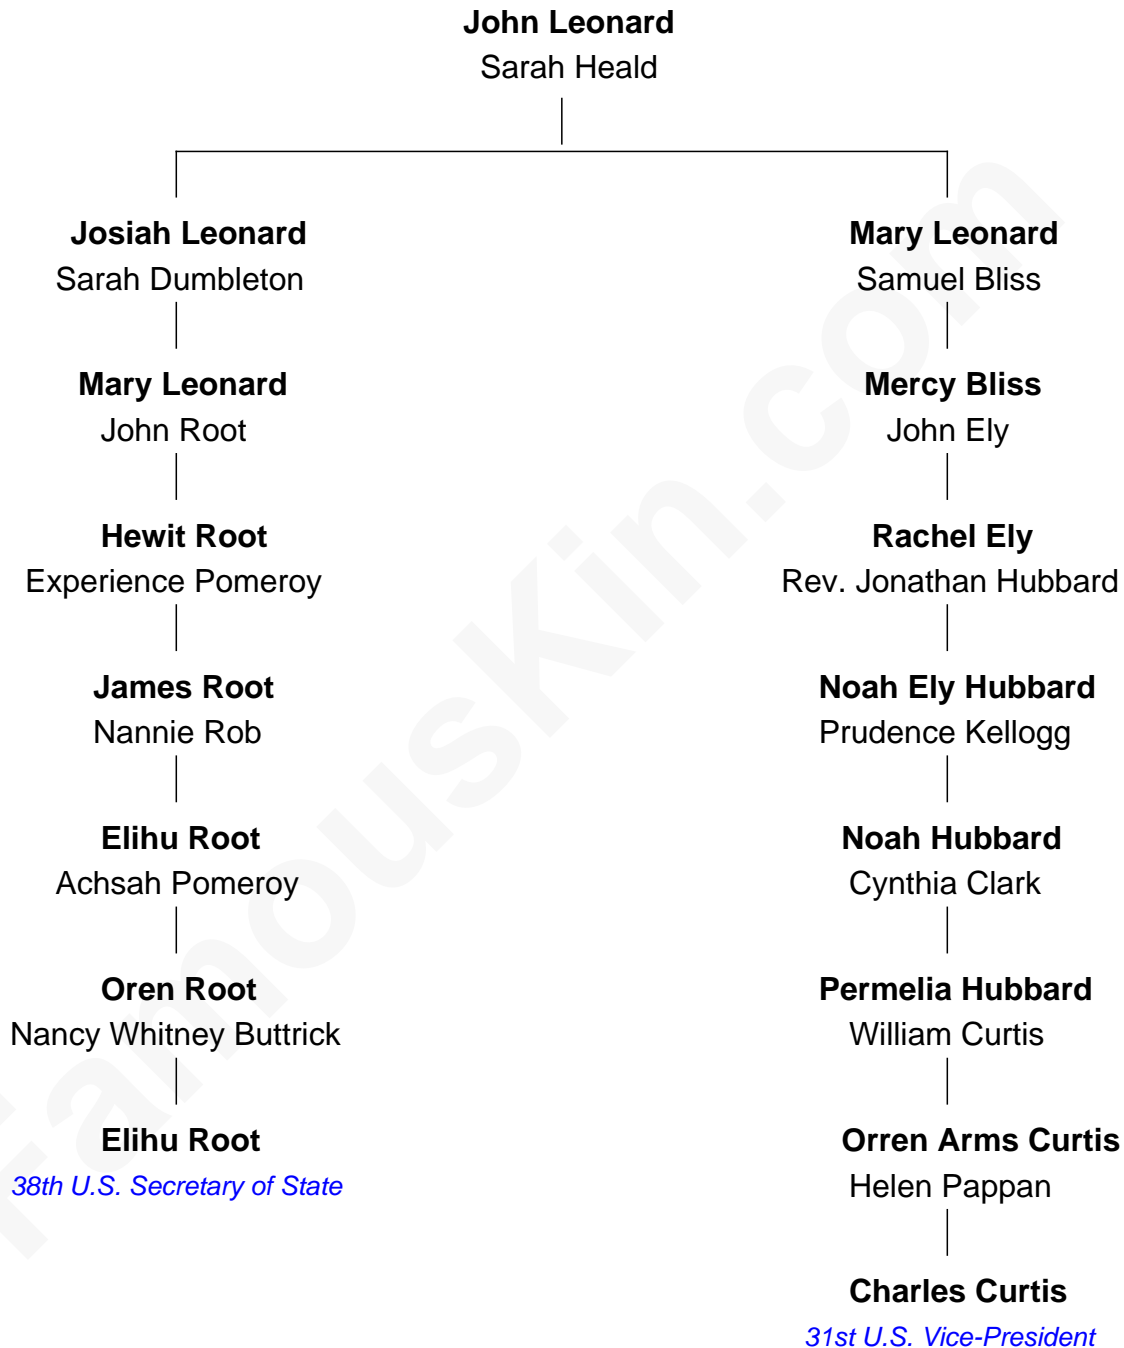 John Leonard
Sarah Heald
Josiah Leonard
Sarah Dumbleton
Mary Leonard
John Root
Hewit Root
Experience Pomeroy
James Root
Nannie Rob
Elihu Root
Achsah Pomeroy
Oren Root
Nancy Whitney Buttrick
Elihu Root
38th U.S. Secretary of State
Mary Leonard
Samuel Bliss
Mercy Bliss
John Ely
Rachel Ely
Rev. Jonathan Hubbard
Noah Ely Hubbard
Prudence Kellogg
Noah Hubbard
Cynthia Clark
Permelia Hubbard
William Curtis
Orren Arms Curtis
Helen Pappan
Charles Curtis
31st U.S. Vice-President
FamousKin.com